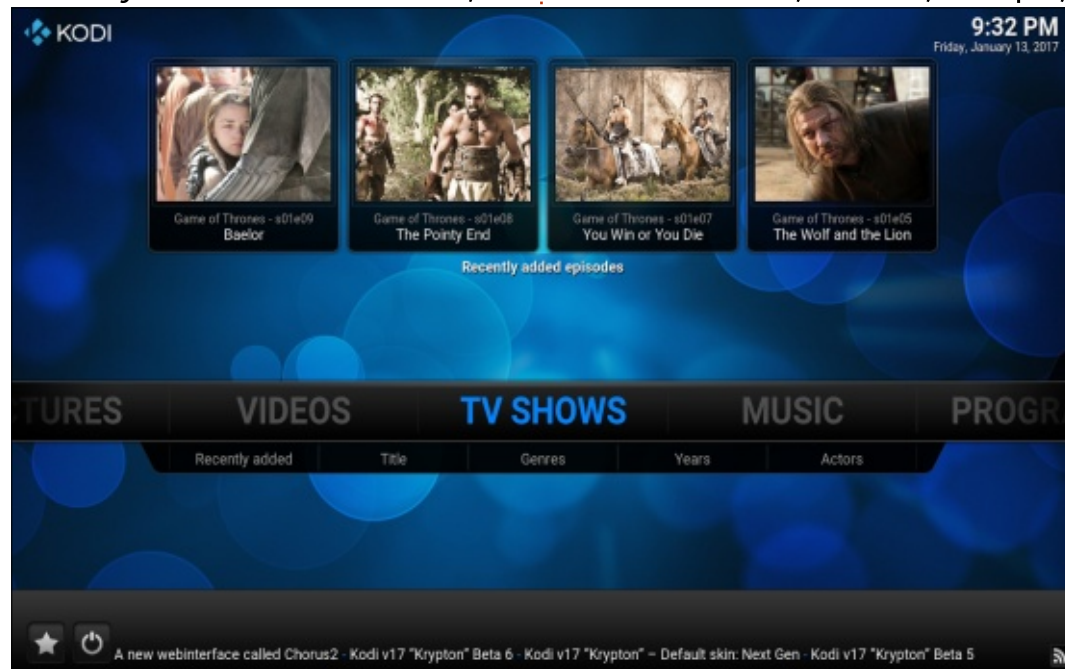 KODI
9:32 PM
Friday, January 13, 2017
Game of Thrones - s01e09
Baelor
Game of Thrones - s01e08
The Pointy End
Game of Thrones - s01e07
You Win or You Die
Game of Thrones - s01e05
The Wolf and the Lion
Recently added episodes
TURES VIDEOS TV SHOWS MUSIC PROGR
Recently added Title Genres Years Actors
A new webinterface called Chorus2 - Kodi v17 "Krypton" Beta 6 - Kodi v17 "Krypton" – Default skin: Next Gen - Kodi v17 "Krypton" Beta 5